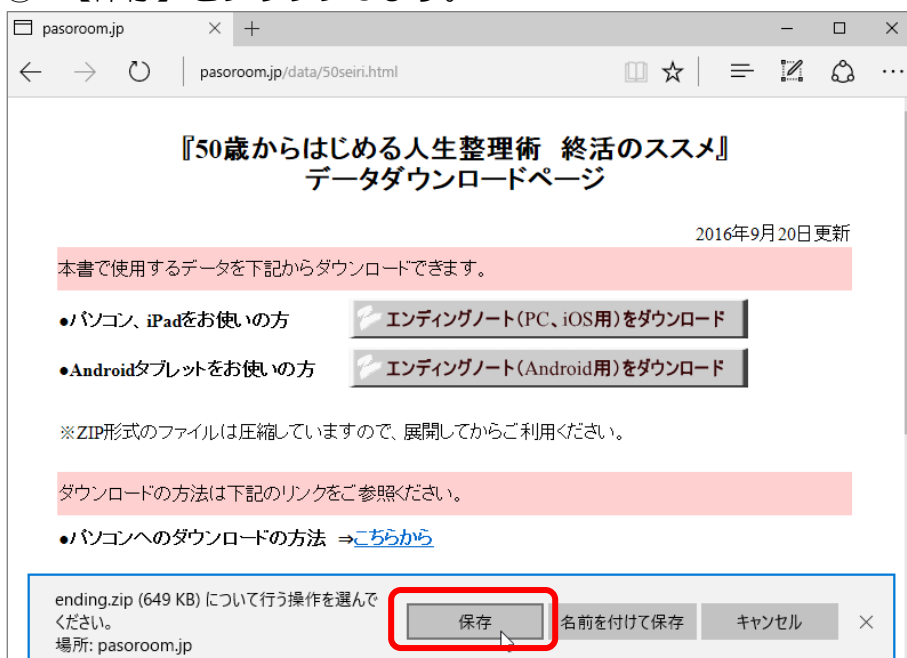 pasoroom.jp
pasoroom.jp/data/50seiri.html
『50歳からはじめる人生整理術 終活のススメ』
データダウンロードページ
2016年9月20日更新
本書で使用するデータを下記からダウンロードできます。
●パソコン、iPadをお使いの方 エンディングノート(PC、iOS用)をダウンロード
●Androidタブレットをお使いの方 エンディングノート(Android用)をダウンロード
※ZIP形式のファイルは圧縮していますので、展開してからご利用ください。
ダウンロードの方法は下記のリンクをご参照ください。
●パソコンへのダウンロードの方法 ⇒こちらから
ending.zip (649 KB) について行う操作を選んで
ください。
場所: pasoroom.jp
保存 名前を付けて保存 キャンセル